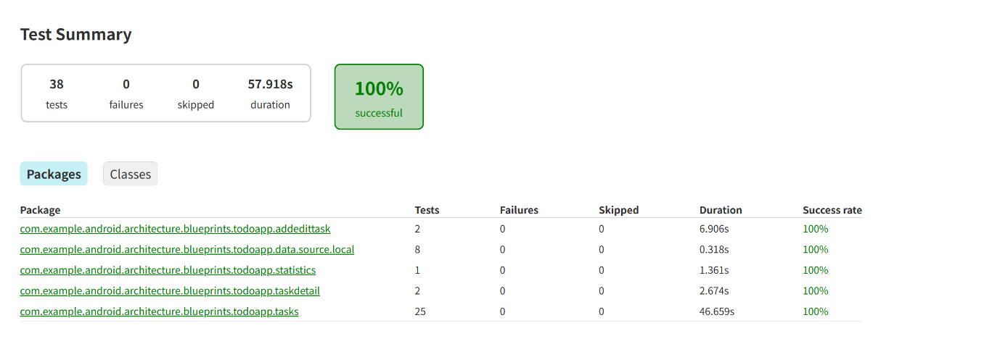 Test Summary
38 0 0 57.918s
tests failures skipped duration
100%
successful
Packages Classes
Package Tests Failures Skipped Duration Success rate
com.example.android.architecture.blueprints.todoapp.addedittask 2 0 0 6.906s 100%
com.example.android.architecture.blueprints.todoapp.data.source.local 8 0 0 0.318s 100%
com.example.android.architecture.blueprints.todoapp.statistics 1 0 0 1.361s 100%
com.example.android.architecture.blueprints.todoapp.taskdetail 2 0 0 2.674s 100%
com.example.android.architecture.blueprints.todoapp.tasks 25 0 0 46.659s 100%